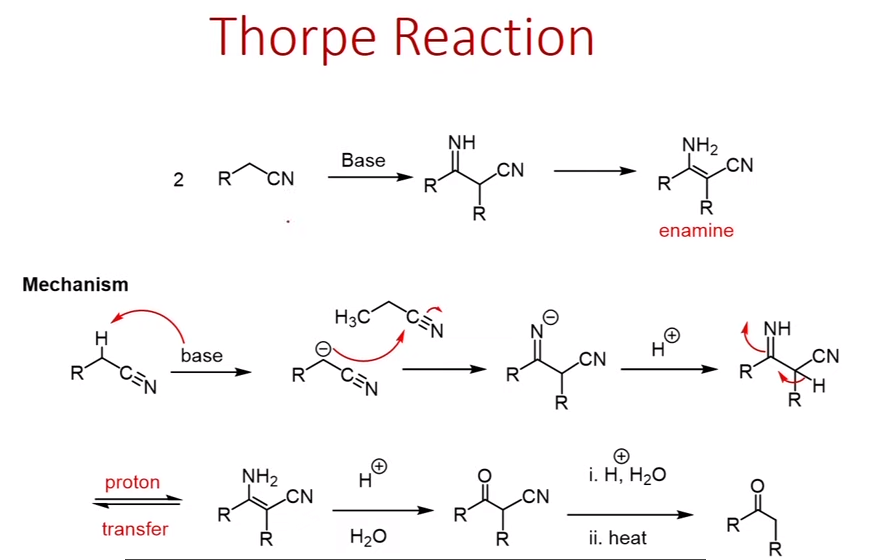 Thorpe Reaction
2 R CN Base NH R CN R NH2 R CN R
enamine
Mechanism
H R C≡N base R ⊖ C≡N H3C C≡N N⊖ R CN R H⊕ NH R CN H R
proton transfer NH2 R CN R H⊕ H2O O R CN R i. H⊕, H2O ii. heat O R R